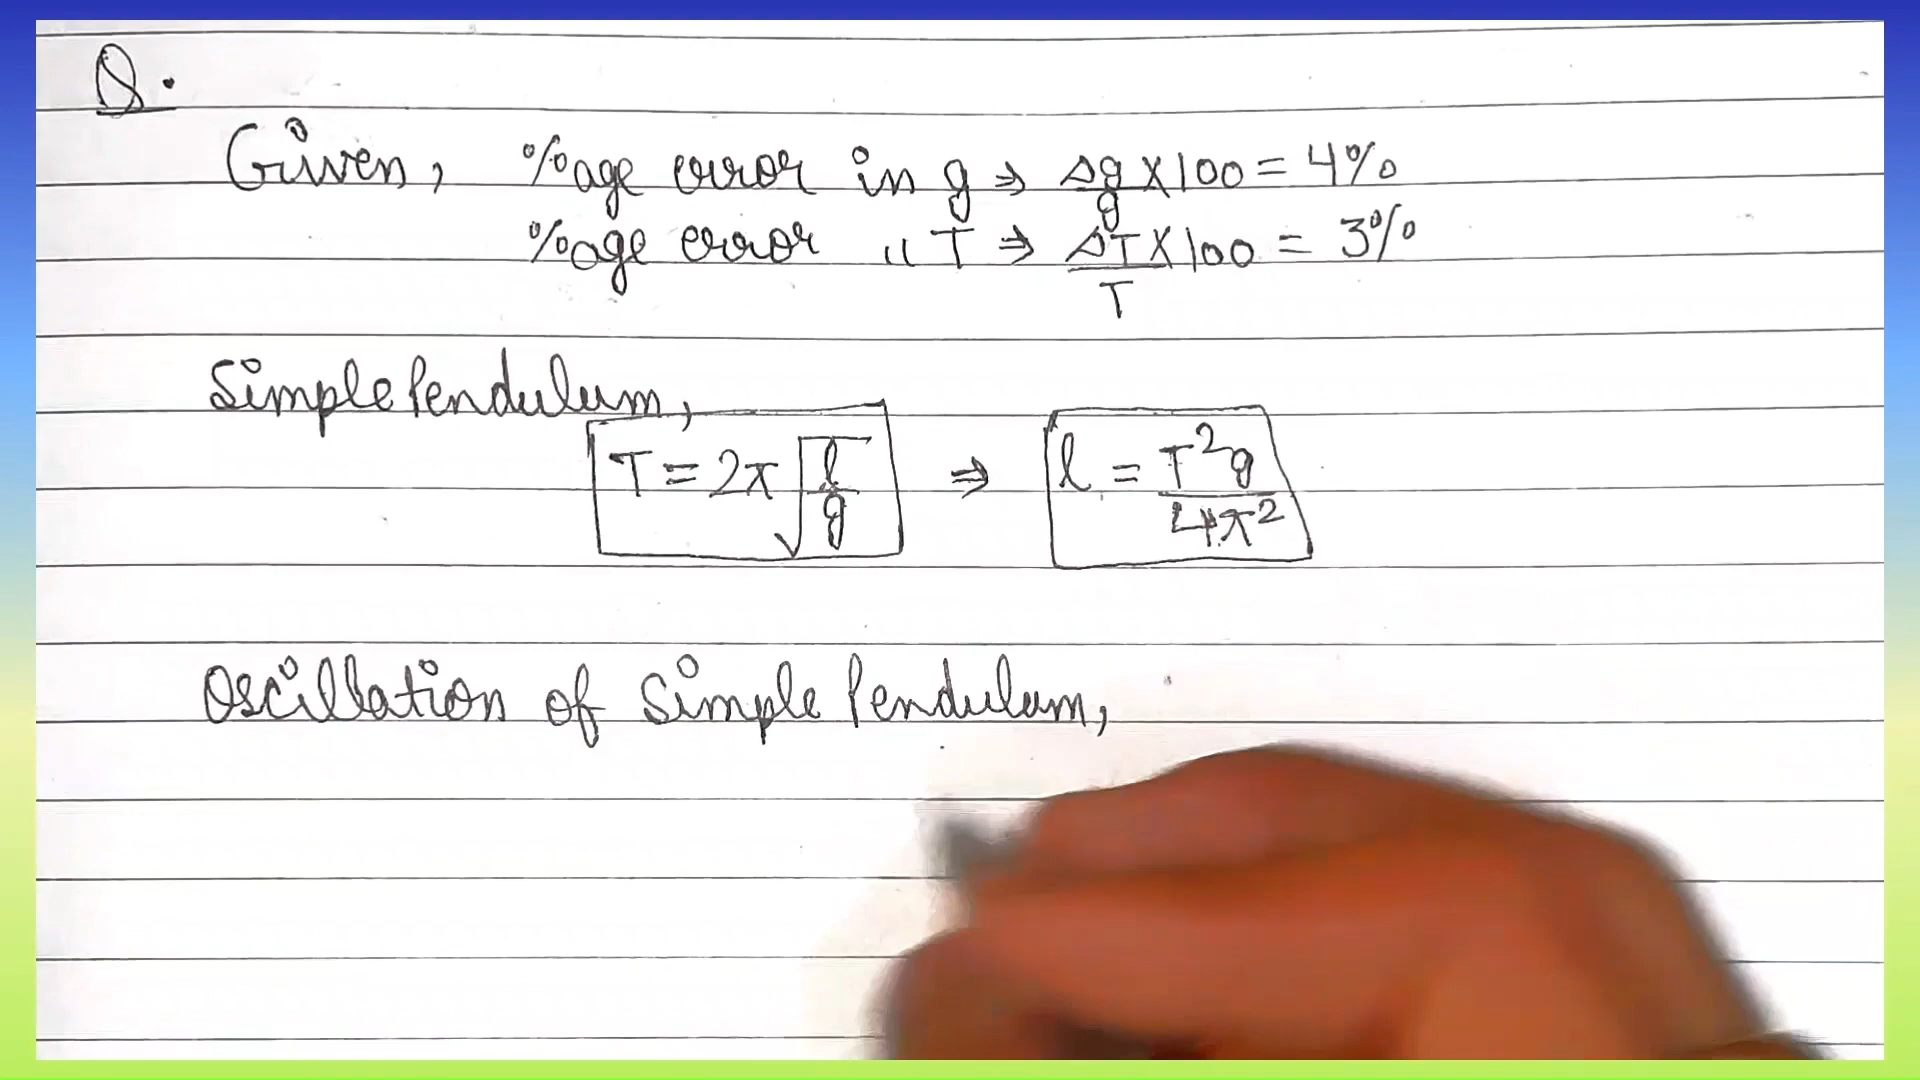 Q.
Given, %age error in g ⇒ Δg/g X 100 = 4%
%age error " T ⇒ ΔT/T X 100 = 3%
Simple Pendulum,
T = 2π √(l/g) ⇒ l = T²g/4π²
Oscillation of Simple Pendulum,